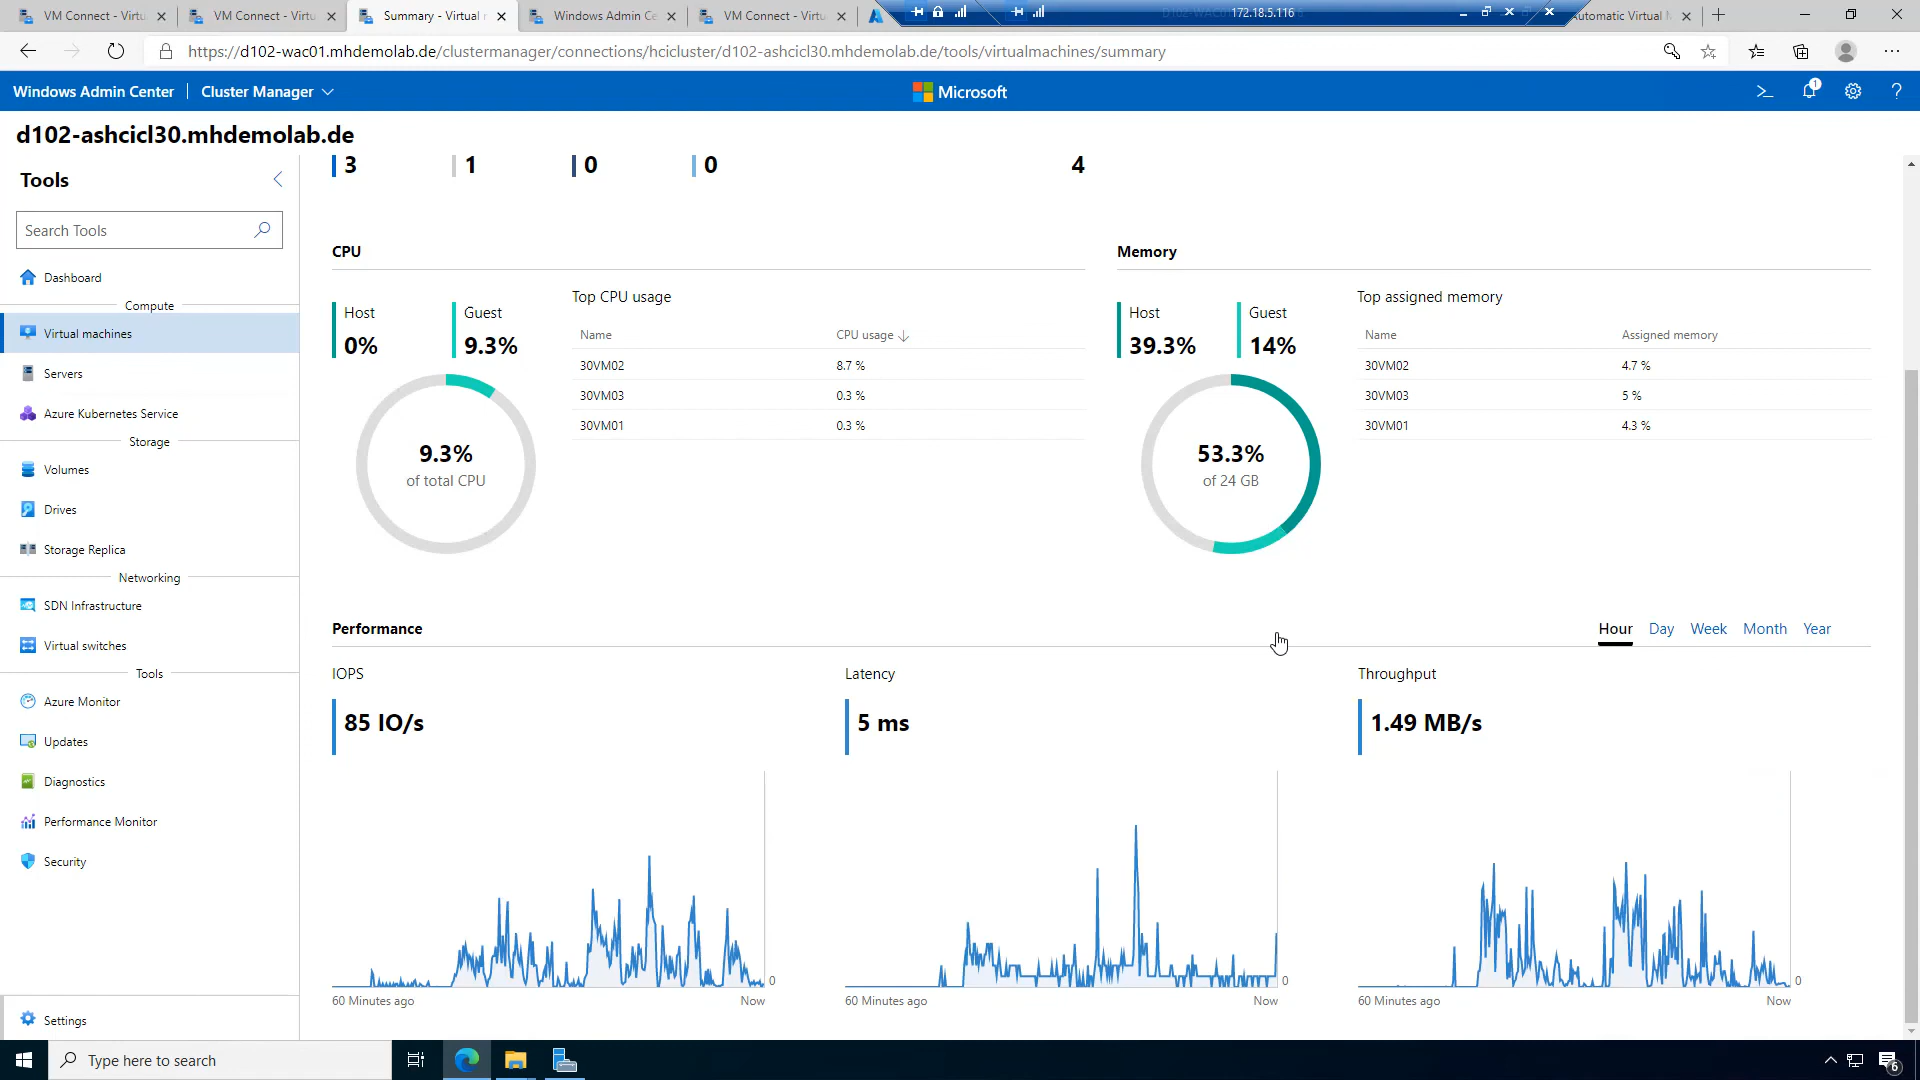 VM Connect - Virtu
VM Connect - Virtu
Summary - Virtual
Windows Admin Ce
VM Connect - Virtu
172.18.5.116
Automatic Virtual M
https://d102-wac01.mhdemolab.de/clustermanager/connections/hcicluster/d102-ashcicl30.mhdemolab.de/tools/virtualmachines/summary
Windows Admin Center
Cluster Manager
Microsoft
1
?
d102-ashcicl30.mhdemolab.de
Tools
Search Tools
Dashboard
Compute
Virtual machines
Servers
Azure Kubernetes Service
Storage
Volumes
Drives
Storage Replica
Networking
SDN Infrastructure
Virtual switches
Tools
Azure Monitor
Updates
Diagnostics
Performance Monitor
Security
Settings
3 1 0 0 4
CPU
Host
0%
Guest
9.3%
9.3%
of total CPU
Top CPU usage
Name CPU usage
30VM02 8.7 %
30VM03 0.3 %
30VM01 0.3 %
Memory
Host
39.3%
Guest
14%
53.3%
of 24 GB
Top assigned memory
Name Assigned memory
30VM02 4.7 %
30VM03 5 %
30VM01 4.3 %
Performance
Hour Day Week Month Year
IOPS
85 IO/s
0
60 Minutes ago Now
Latency
5 ms
0
60 Minutes ago Now
Throughput
1.49 MB/s
0
60 Minutes ago Now
Type here to search
6